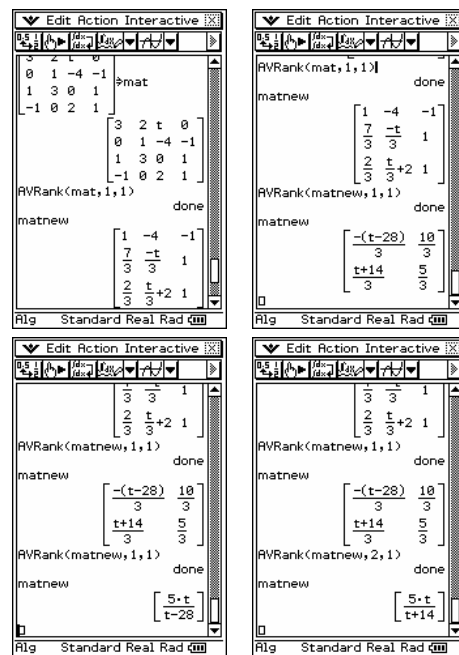 Edit Action Interactive
3 2 t 0
0 1 -4 -1
1 3 0 1
-1 0 2 1
⇒mat
3 2 t 0
0 1 -4 -1
1 3 0 1
-1 0 2 1
AVRank(mat,1,1)
done
matnew
1 -4 -1
7/3 -t/3 1
2/3 t/3+2 1
Alg Standard Real Rad
Edit Action Interactive
AVRank(mat,1,1)
done
matnew
1 -4 -1
7/3 -t/3 1
2/3 t/3+2 1
AVRank(matnew,1,1)
done
matnew
-(t-28)/3 10/3
t+14/3 5/3
Alg Standard Real Rad
Edit Action Interactive
2/3 t/3+2 1
AVRank(matnew,1,1)
done
matnew
-(t-28)/3 10/3
t+14/3 5/3
AVRank(matnew,1,1)
done
matnew
5·t/t-28
Alg Standard Real Rad
Edit Action Interactive
2/3 t/3+2 1
AVRank(matnew,1,1)
done
matnew
-(t-28)/3 10/3
t+14/3 5/3
AVRank(matnew,2,1)
done
matnew
5·t/t+14
Alg Standard Real Rad